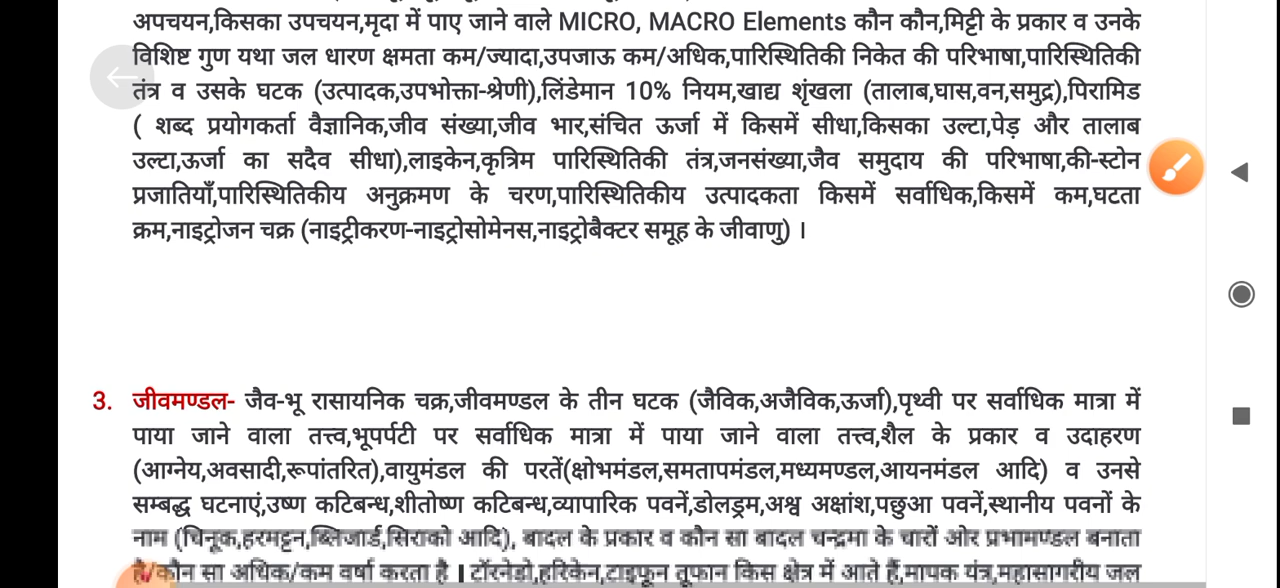 अपचयन,किसका उपचयन,मृदा में पाए जाने वाले MICRO, MACRO Elements कौन कौन,मिट्टी के प्रकार व उनके
विशिष्ट गुण यथा जल धारण क्षमता कम/ज्यादा,उपजाऊ कम/अधिक,पारिस्थितिकी निकेत की परिभाषा,पारिस्थितिकी
तंत्र व उसके घटक (उत्पादक,उपभोक्ता-श्रेणी),लिंडेमान 10% नियम,खाद्य शृंखला (तालाब,घास,वन,समुद्र),पिरामिड
( शब्द प्रयोगकर्ता वैज्ञानिक,जीव संख्या,जीव भार,संचित ऊर्जा में किसमें सीधा,किसका उल्टा,पेड़ और तालाब
उल्टा,ऊर्जा का सदैव सीधा),लाइकेन,कृत्रिम पारिस्थितिकी तंत्र,जनसंख्या,जैव समुदाय की परिभाषा,की-स्टोन
प्रजातियाँ,पारिस्थितिकीय अनुक्रमण के चरण,पारिस्थितिकीय उत्पादकता किसमें सर्वाधिक,किसमें कम,घटता
क्रम,नाइट्रोजन चक्र (नाइट्रीकरण-नाइट्रोसोमेनस,नाइट्रोबैक्टर समूह के जीवाणु) ।
3. जीवमण्डल- जैव-भू रासायनिक चक्र,जीवमण्डल के तीन घटक (जैविक,अजैविक,ऊर्जा),पृथ्वी पर सर्वाधिक मात्रा में
पाया जाने वाला तत्त्व,भूपर्पटी पर सर्वाधिक मात्रा में पाया जाने वाला तत्त्व,शैल के प्रकार व उदाहरण
(आग्नेय,अवसादी,रूपांतरित),वायुमंडल की परतें(क्षोभमंडल,समतापमंडल,मध्यमण्डल,आयनमंडल आदि) व उनसे
सम्बद्ध घटनाएं,उष्ण कटिबन्ध,शीतोष्ण कटिबन्ध,व्यापारिक पवनें,डोलड्रम,अश्व अक्षांश,पछुआ पवनें,स्थानीय पवनों के
नाम (चिनूक,हरमट्टन,ब्लिजार्ड,सिराको आदि), बादल के प्रकार व कौन सा बादल चन्द्रमा के चारों ओर प्रभामण्डल बनाता
है/कौन सा अधिक/कम वर्षा करता है । टॉरनेडो,हरिकेन,टाइफून तूफान किस क्षेत्र में आते हैं,मापक यंत्र,महासागरीय जल